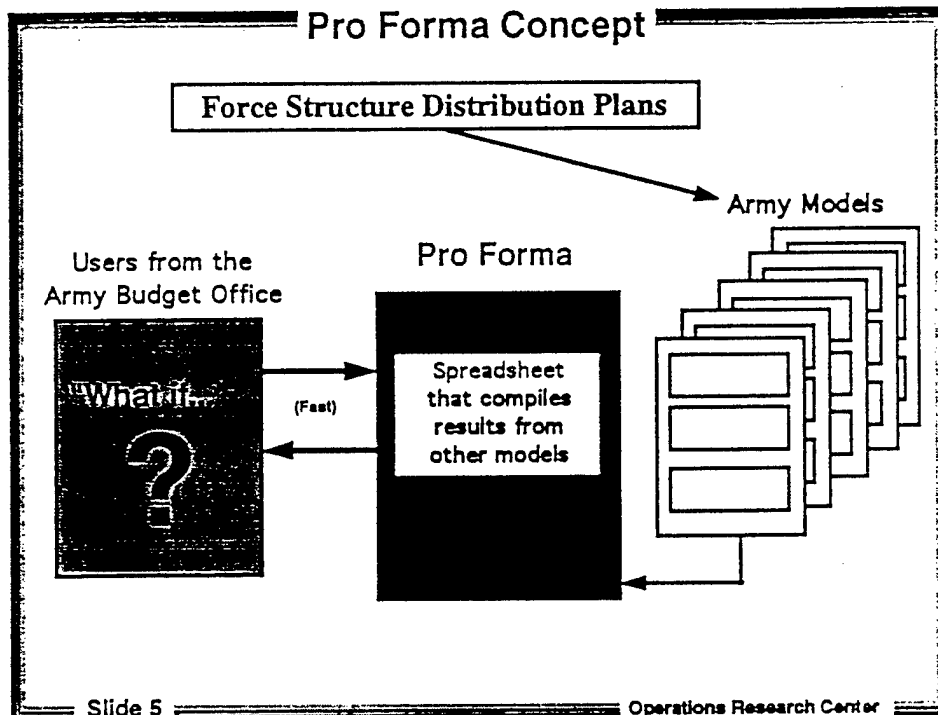 Pro Forma Concept
Force Structure Distribution Plans
Army Models
Users from the
Army Budget Office
Pro Forma
"What if...
?
(Fast)
Spreadsheet
that compiles
results from
other models
Slide 5
Operations Research Center